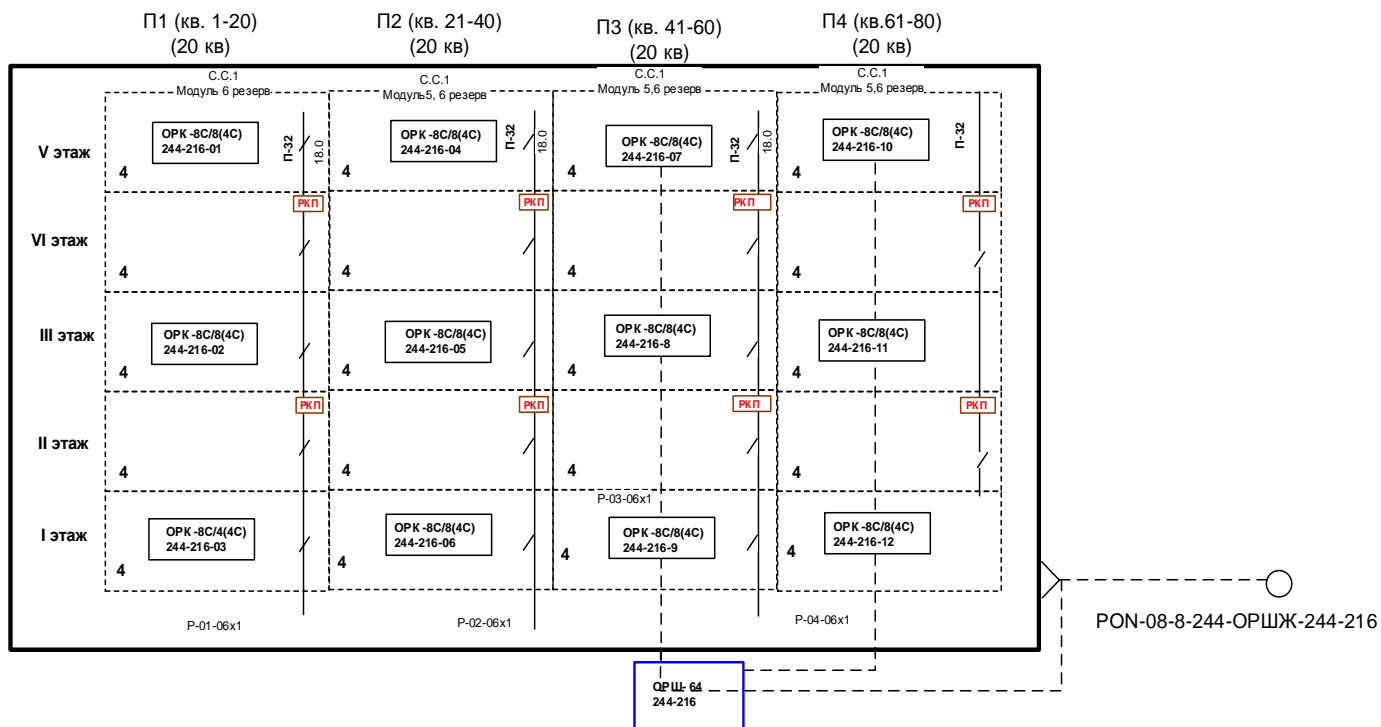 П1 (кв. 1-20)
(20 кв)
П2 (кв. 21-40)
(20 кв)
П3 (кв. 41-60)
(20 кв)
П4 (кв.61-80)
(20 кв)
С.С.1
Модуль 6 резерв
С.С.1
Модуль5, 6 резерв
С.С.1
Модуль 5,6 резерв
С.С.1
Модуль 5,6 резерв
V этаж
4
ОРК -8С/8(4С)
244-216-01
П-32
18.0
4
ОРК -8С/8(4С)
244-216-04
П-32
18.0
4
ОРК -8С/8(4С)
244-216-07
П-32
18.0
4
ОРК -8С/8(4С)
244-216-10
П-32
РКП
РКП
РКП
РКП
VI этаж
4
4
4
4
III этаж
4
ОРК -8С/8(4С)
244-216-02
4
ОРК -8С/8(4С)
244-216-05
4
ОРК -8С/8(4С)
244-216-8
4
ОРК -8С/8(4С)
244-216-11
РКП
РКП
РКП
РКП
II этаж
4
4
4
4
Р-03-06х1
I этаж
4
ОРК -8С/4(4С)
244-216-03
4
ОРК -8С/8(4С)
244-216-06
4
ОРК -8С/8(4С)
244-216-9
4
ОРК -8С/8(4С)
244-216-12
Р-01-06х1
Р-02-06х1
Р-04-06х1
PON-08-8-244-ОРШЖ-244-216
ОРШ- 64
244-216